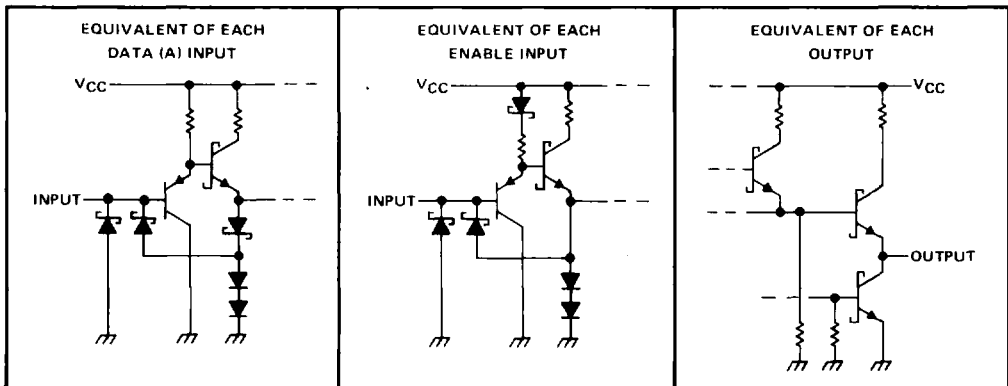 EQUIVALENT OF EACH
DATA (A) INPUT
VCC
INPUT
EQUIVALENT OF EACH
ENABLE INPUT
VCC
INPUT
EQUIVALENT OF EACH
OUTPUT
VCC
OUTPUT